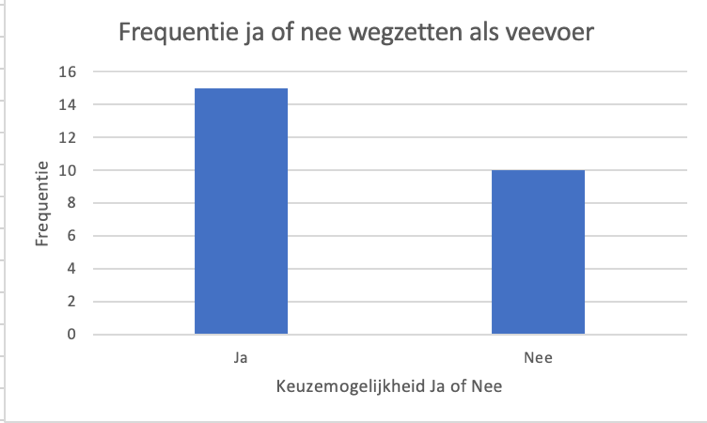 Frequentie ja of nee wegzetten als veevoer
16
14
12
10
8
6
4
2
0
Frequentie
Ja
Nee
Keuzemogelijkheid Ja of Nee